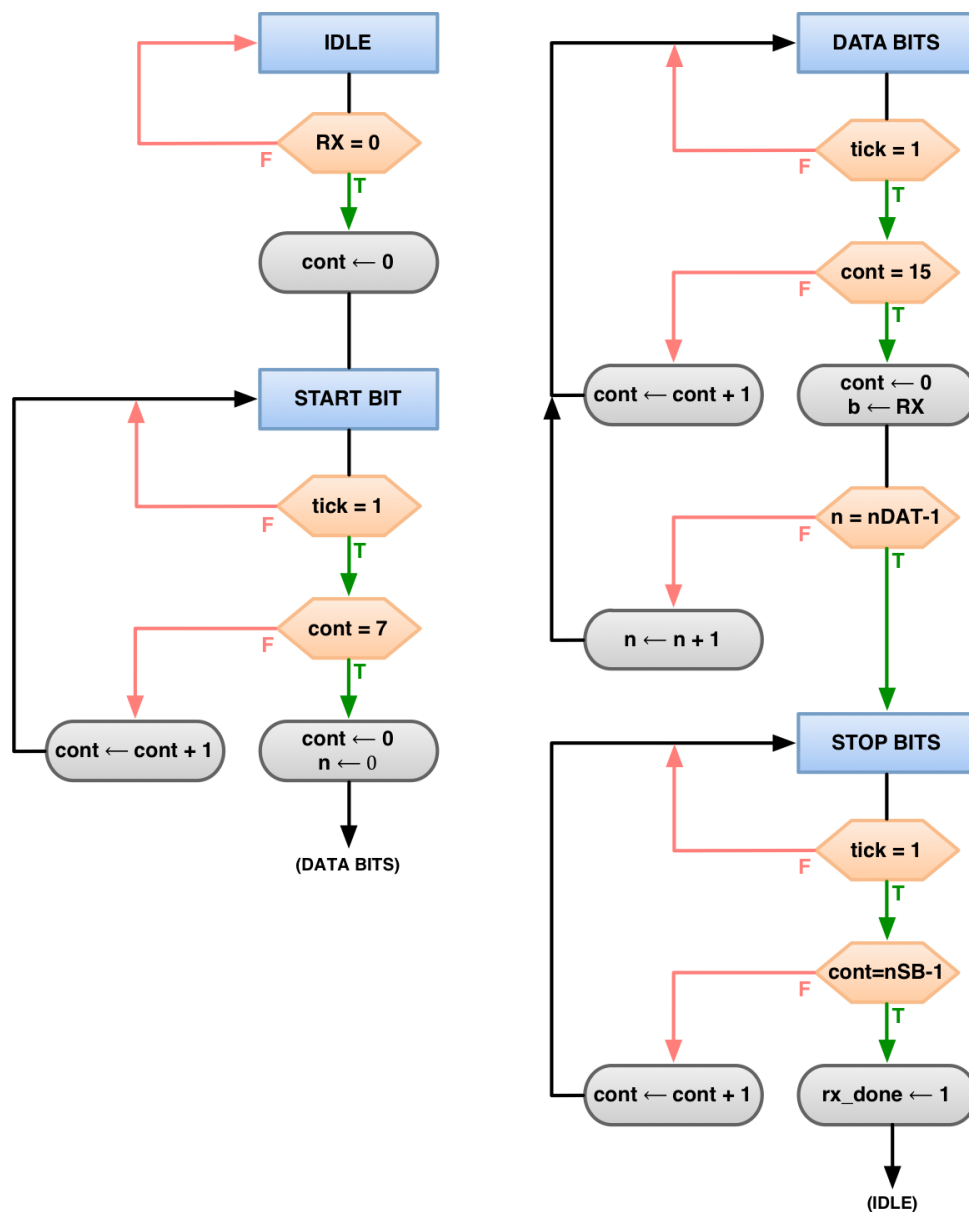 IDLE
RX = 0
F
T
cont ← 0
START BIT
tick = 1
F
T
cont = 7
F
T
cont ← cont + 1
cont ← 0
n ← 0
(DATA BITS)
DATA BITS
tick = 1
F
T
cont = 15
F
T
cont ← cont + 1
cont ← 0
b ← RX
n = nDAT-1
F
T
n ← n + 1
STOP BITS
tick = 1
F
T
cont=nSB-1
F
T
cont ← cont + 1
rx_done ← 1
(IDLE)